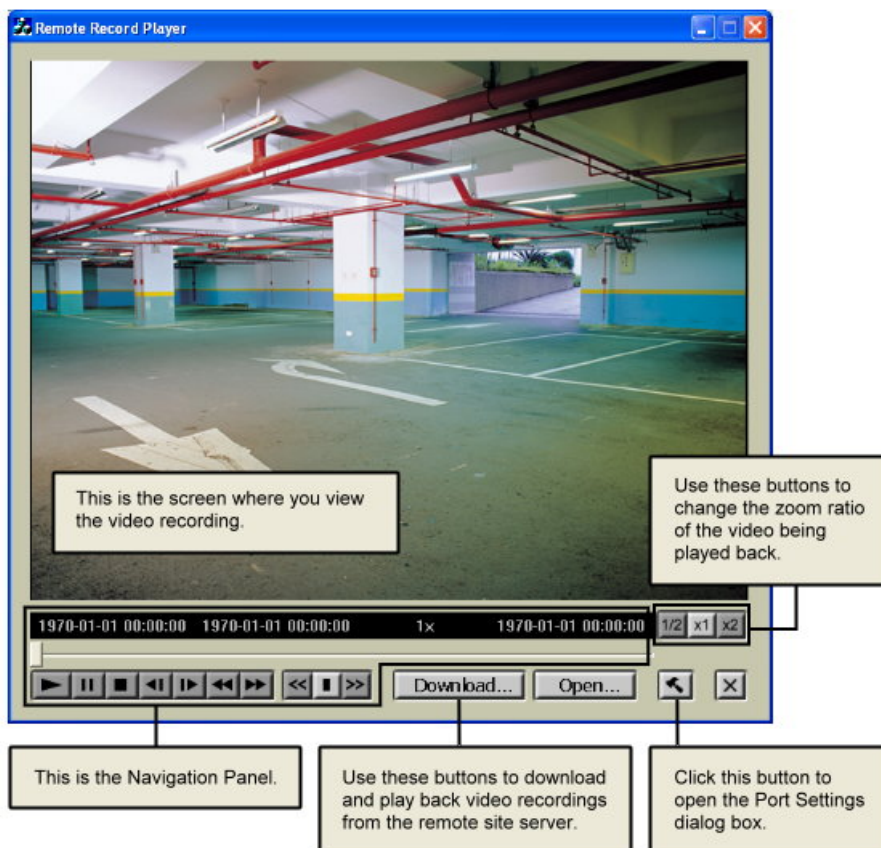 Remote Record Player
This is the screen where you view
the video recording.
Use these buttons to
change the zoom ratio
of the video being
played back.
1970-01-01 00:00:00 1970-01-01 00:00:00 1x 1970-01-01 00:00:00
1/2 x1 x2
<< >>
Download... Open...
This is the Navigation Panel.
Use these buttons to download
and play back video recordings
from the remote site server.
Click this button to
open the Port Settings
dialog box.